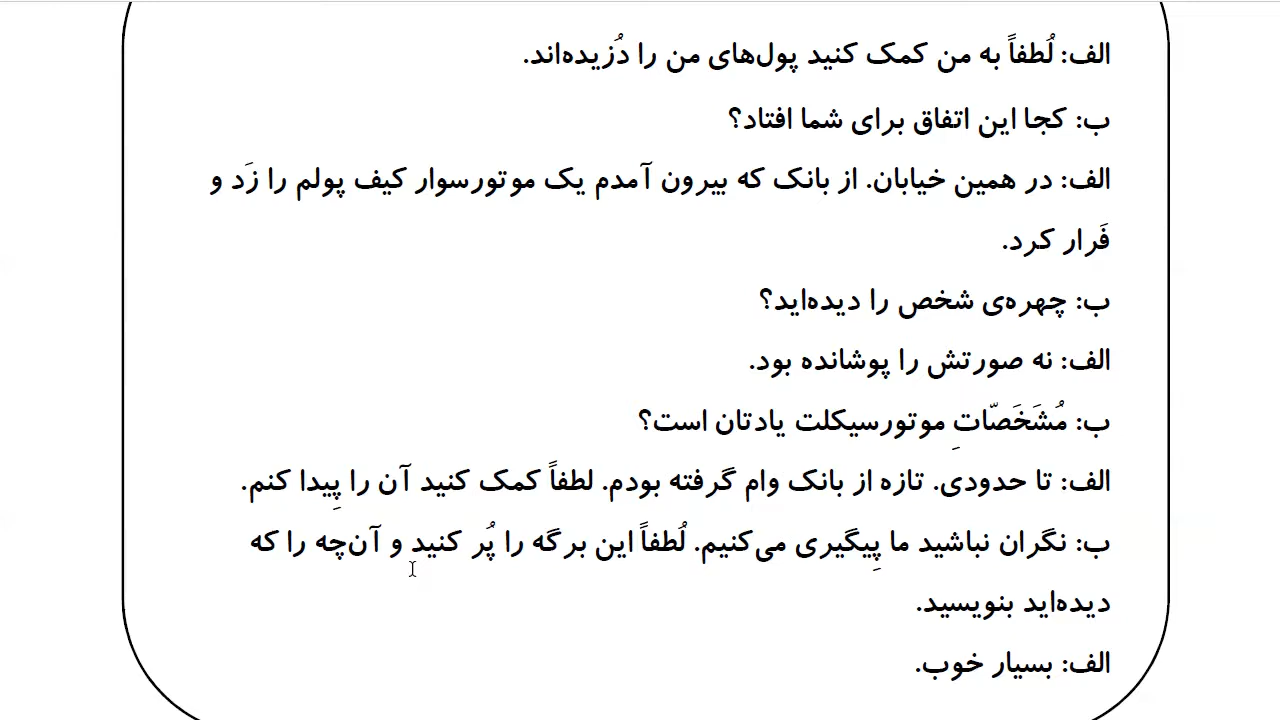 الف: لُطفاً به من کمک کنید پول‌های من را دُزیده‌اند.
ب: کجا این اتفاق برای شما افتاد؟
الف: در همین خیابان. از بانک که بیرون آمدم یک موتورسوار کیف پولم را زَد و
فَرار کرد.
ب: چهره‌ی شخص را دیده‌اید؟
الف: نه صورتش را پوشانده بود.
ب: مُشَخَصّاتِ موتورسیکلت یادتان است؟
الف: تا حدودی. تازه از بانک وام گرفته بودم. لطفاً کمک کنید آن را پِیدا کنم.
ب: نگران نباشید ما پِیگیری می‌کنیم. لُطفاً این برگه را پُر کنید و آن‌چه را که
دیده‌اید بنویسید.
الف: بسیار خوب.